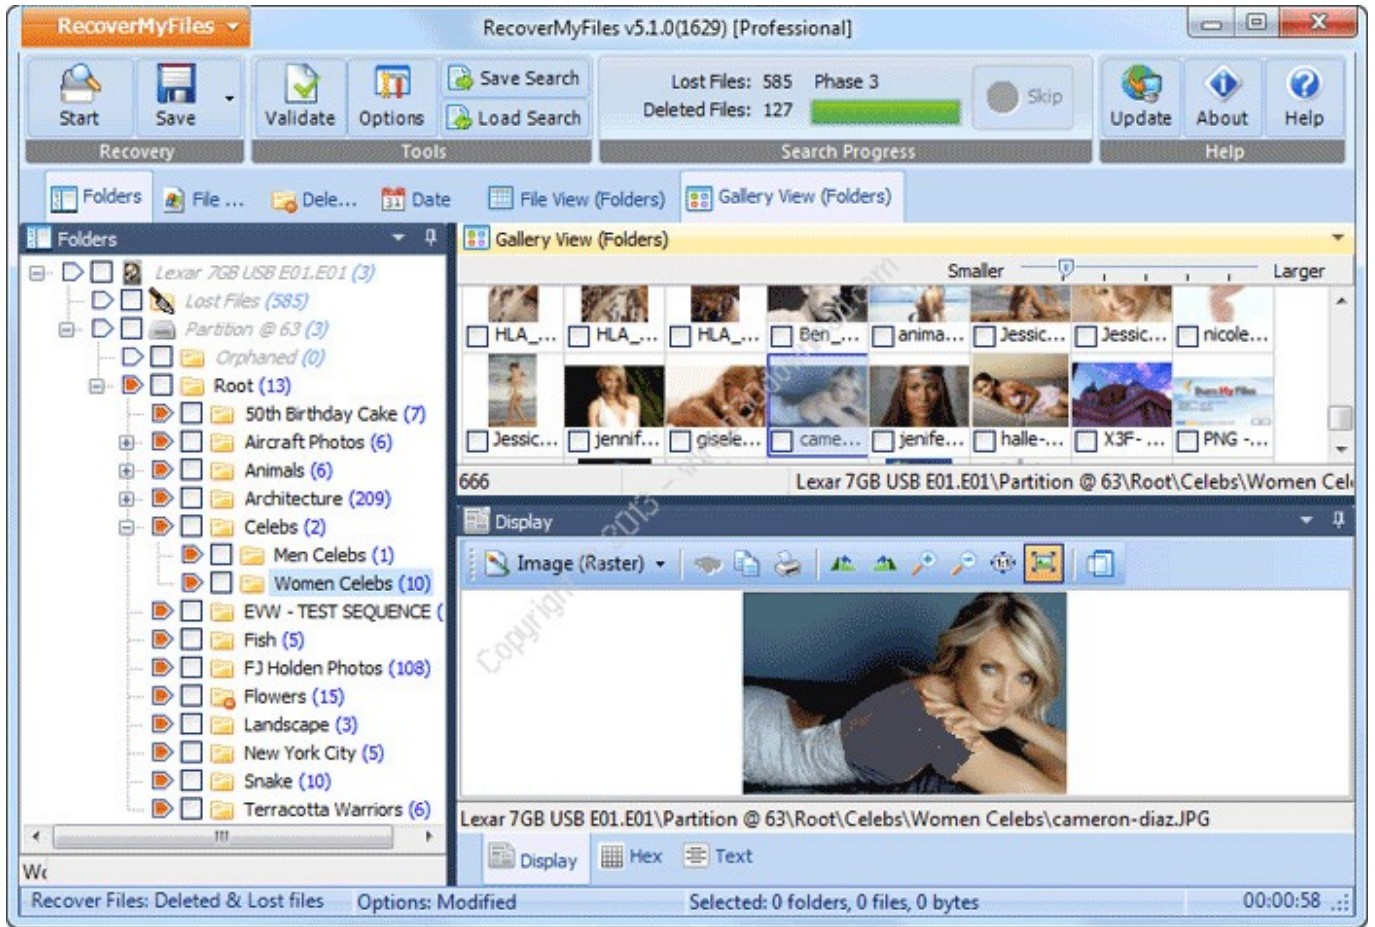 RecoverMyFiles
RecoverMyFiles v5.1.0(1629) [Professional]
Start
Save
Validate
Options
Save Search
Load Search
Lost Files: 585 Phase 3
Deleted Files: 127
Skip
Update
About
Help
Recovery
Tools
Search Progress
Help
Folders
File ...
Dele...
31
Date
File View (Folders)
Gallery View (Folders)
Folders
Lexar 7GB USB E01.E01 (3)
Lost Files (585)
Partition @ 63 (3)
Orphaned (0)
Root (13)
50th Birthday Cake (7)
Aircraft Photos (6)
Animals (6)
Architecture (209)
Celebs (2)
Men Celebs (1)
Women Celebs (10)
EVW - TEST SEQUENCE (
Fish (5)
FJ Holden Photos (108)
Flowers (15)
Landscape (3)
New York City (5)
Snake (10)
Terracotta Warriors (6)
Gallery View (Folders)
Smaller
Larger
HLA_...
HLA_...
HLA_...
Ben_...
anima...
Jessic...
Jessic...
nicole...
Jessic...
jennif...
gisele...
came...
jenife...
halle-...
X3F- ...
PNG -...
666
Lexar 7GB USB E01.E01\Partition @ 63\Root\Celebs\Women Cel
Display
Image (Raster)
1:1
Lexar 7GB USB E01.E01\Partition @ 63\Root\Celebs\Women Celebs\cameron-diaz.JPG
Display
Hex
Text
Recover Files: Deleted & Lost files
Options: Modified
Selected: 0 folders, 0 files, 0 bytes
00:00:58